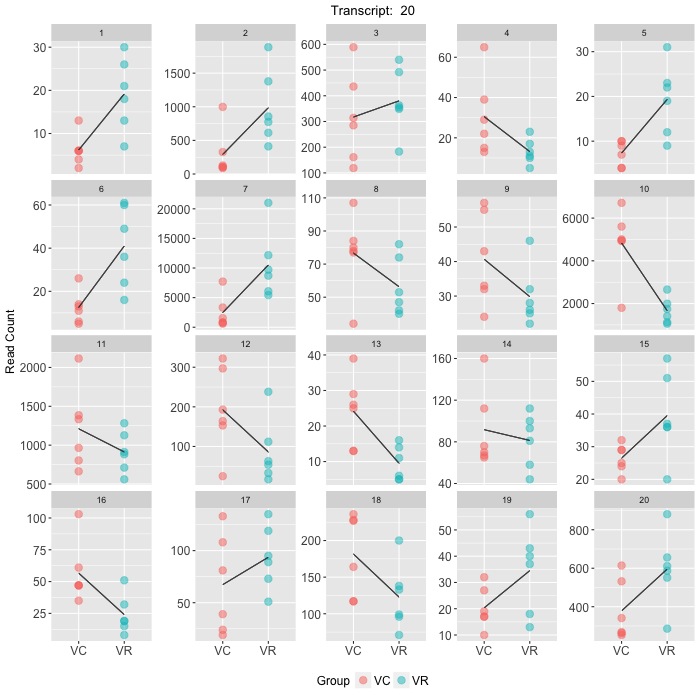 Transcript: 20
1 2 3 4 5
30 20 10
1500 1000 500 0
600 500 400 300 200 100
60 40 20
30 20 10
6 7 8 9 10
60 40 20
20000 15000 10000 5000 0
110 90 70 50
50 40 30
6000 4000 2000
Read Count
11 12 13 14 15
2000 1500 1000 500
300 200 100
40 30 20 10
160 120 80 40
50 40 30 20
16 17 18 19 20
100 75 50 25
100 50
200 150 100
50 40 30 20 10
800 600 400
VC VR VC VR VC VR VC VR VC VR
Group VC VR